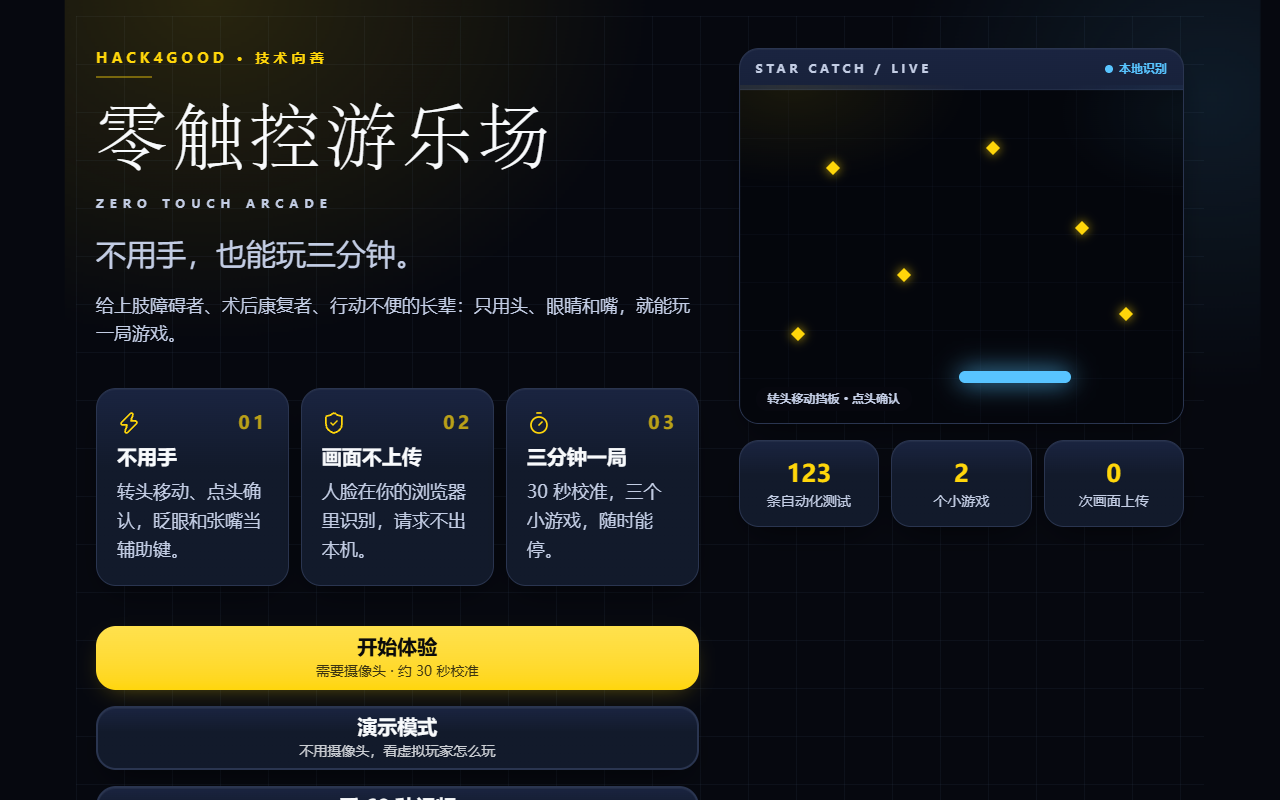 HACK4GOOD • 技术向善
零触控游乐场
ZERO TOUCH ARCADE
不用手，也能玩三分钟。
给上肢障碍者、术后康复者、行动不便的长辈：只用头、眼睛和嘴，就能玩
一局游戏。
01
不用手
转头移动、点头确
认，眨眼和张嘴当
辅助键。
02
画面不上传
人脸在你的浏览器
里识别，请求不出
本机。
03
三分钟一局
30 秒校准，三个
小游戏，随时能
停。
开始体验
需要摄像头 · 约 30 秒校准
演示模式
不用摄像头，看虚拟玩家怎么玩
STAR CATCH / LIVE
本地识别
转头移动挡板 • 点头确认
123
条自动化测试
2
个小游戏
0
次画面上传